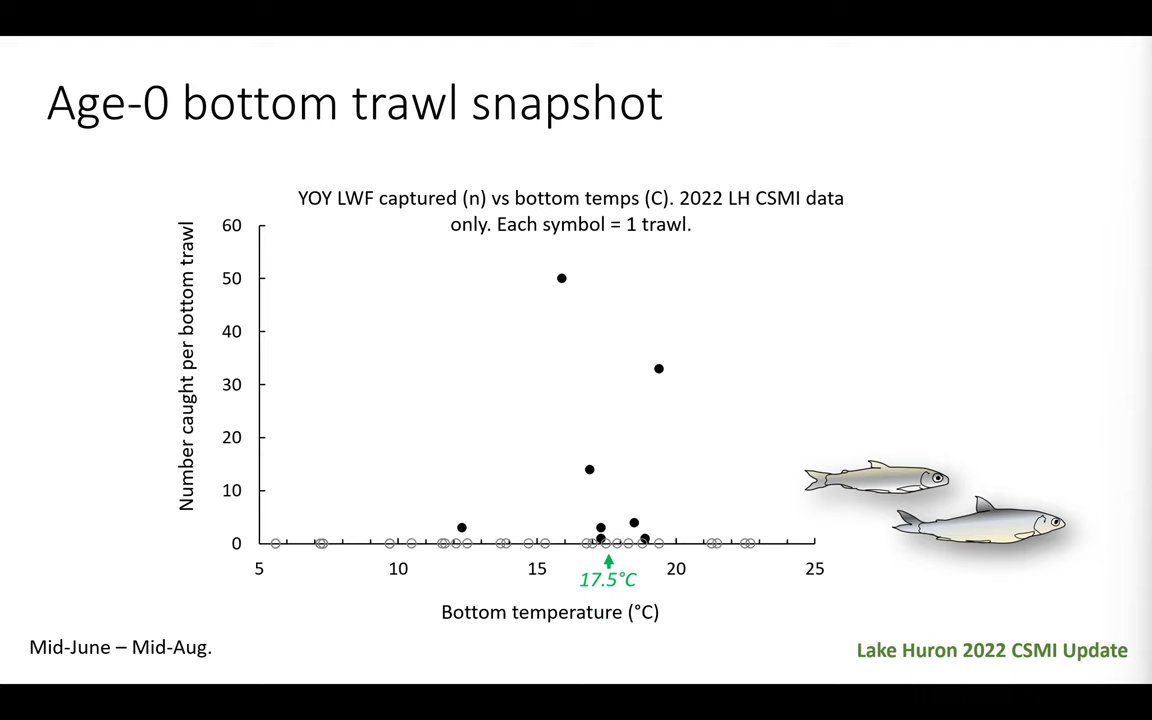 Age-0 bottom trawl snapshot
YOY LWF captured (n) vs bottom temps (C). 2022 LH CSMI data
only. Each symbol = 1 trawl.
Number caught per bottom trawl
60
50
40
30
20
10
0
5
10
15
20
25
17.5°C
Bottom temperature (°C)
Mid-June – Mid-Aug.
Lake Huron 2022 CSMI Update